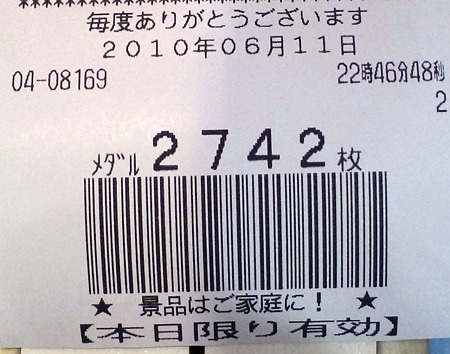 ********************************
毎度ありがとうございます
2010年06月11日
04-08169 22時46分48秒
2
メダル 2742枚
★ 景品はご家庭に! ★
【本日限り有効】